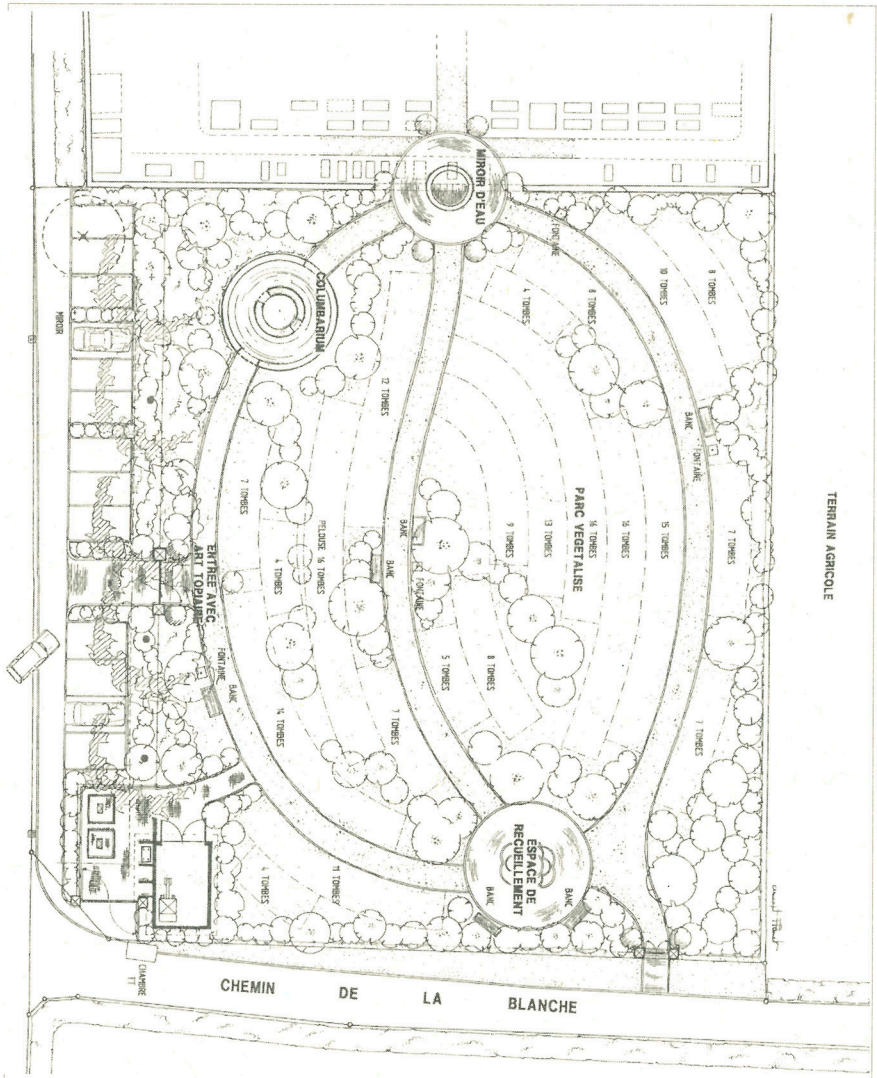 MIROIR D'EAU
FONTAINE
8 TOMBES
10 TOMBES
6 TOMBES
4 TOMBES
COLUMBARIUM
MIROIR
12 TOMBES
BANC
FONTAINE
TERRAIN AGRICOLE
7 TOMBES
15 TOMBES
16 TOMBES
16 TOMBES
PARC VEGETALISE
13 TOMBES
9 TOMBES
BANC
FONTAINE
BANC
7 TOMBES
PELOUSE 16 TOMBES
4 TOMBES
ENTREE AVEC
ART TOPIAIRE
8 TOMBES
5 TOMBES
7 TOMBES
7 TOMBES
FONTAINE
BANC
14 TOMBES
ESPACE DE
RECUEILLEMENT
BANC
BANC
11 TOMBES
4 TOMBES
CHAMBRE
TT
CHEMIN DE LA BLANCHE